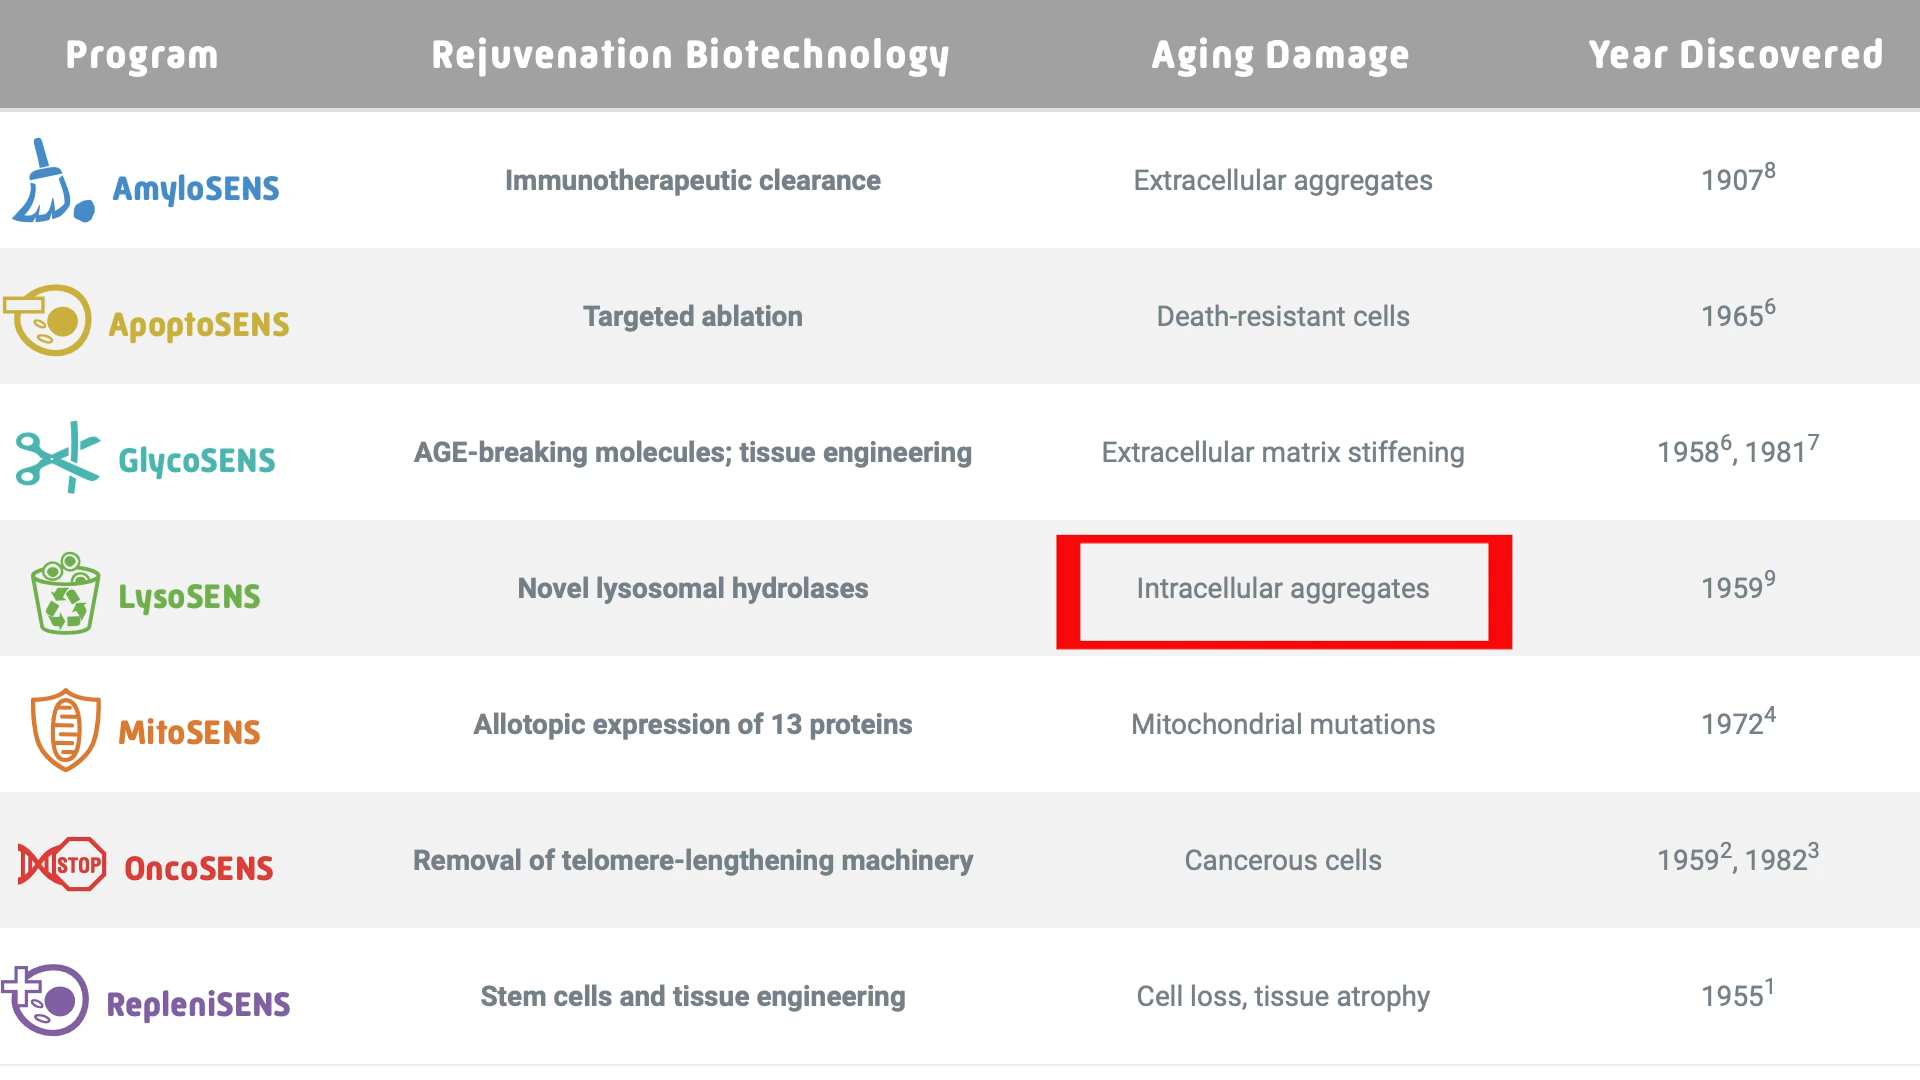 Program Rejuvenation Biotechnology Aging Damage Year Discovered
AmyloSENS Immunotherapeutic clearance Extracellular aggregates 1907⁸
ApoptoSENS Targeted ablation Death-resistant cells 1965⁶
GlycoSENS AGE-breaking molecules; tissue engineering Extracellular matrix stiffening 1958⁶, 1981⁷
LysoSENS Novel lysosomal hydrolases Intracellular aggregates 1959⁹
MitoSENS Allotopic expression of 13 proteins Mitochondrial mutations 1972⁴
STOP OncoSENS Removal of telomere-lengthening machinery Cancerous cells 1959², 1982³
RepleniSENS Stem cells and tissue engineering Cell loss, tissue atrophy 1955¹